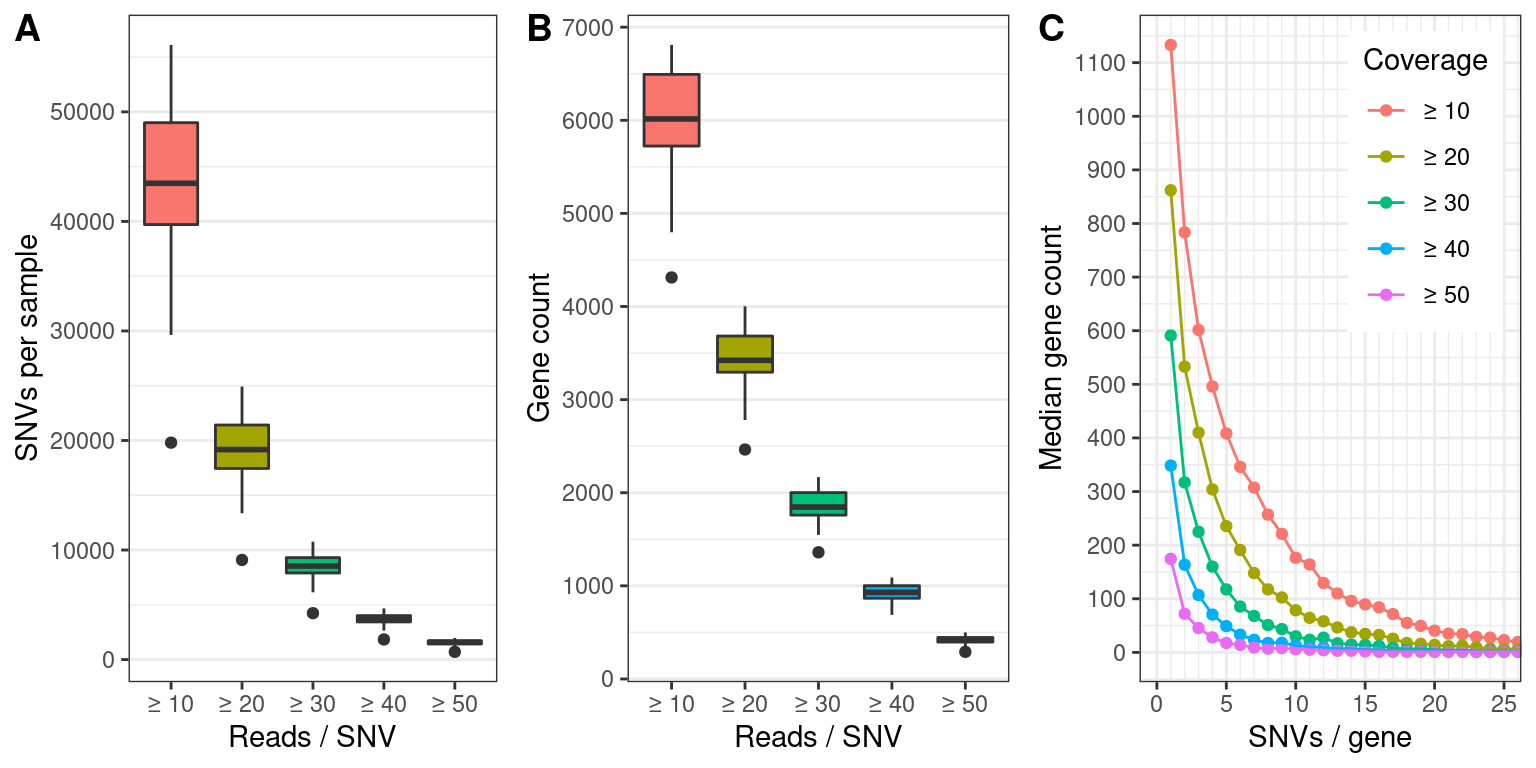 A
SNVs per sample
50000
40000
30000
20000
10000
0
≥ 10 ≥ 20 ≥ 30 ≥ 40 ≥ 50
Reads / SNV
B
Gene count
7000
6000
5000
4000
3000
2000
1000
0
≥ 10 ≥ 20 ≥ 30 ≥ 40 ≥ 50
Reads / SNV
C
Median gene count
1100
1000
900
800
700
600
500
400
300
200
100
0
0 5 10 15 20 25
SNVs / gene
Coverage
≥ 10
≥ 20
≥ 30
≥ 40
≥ 50